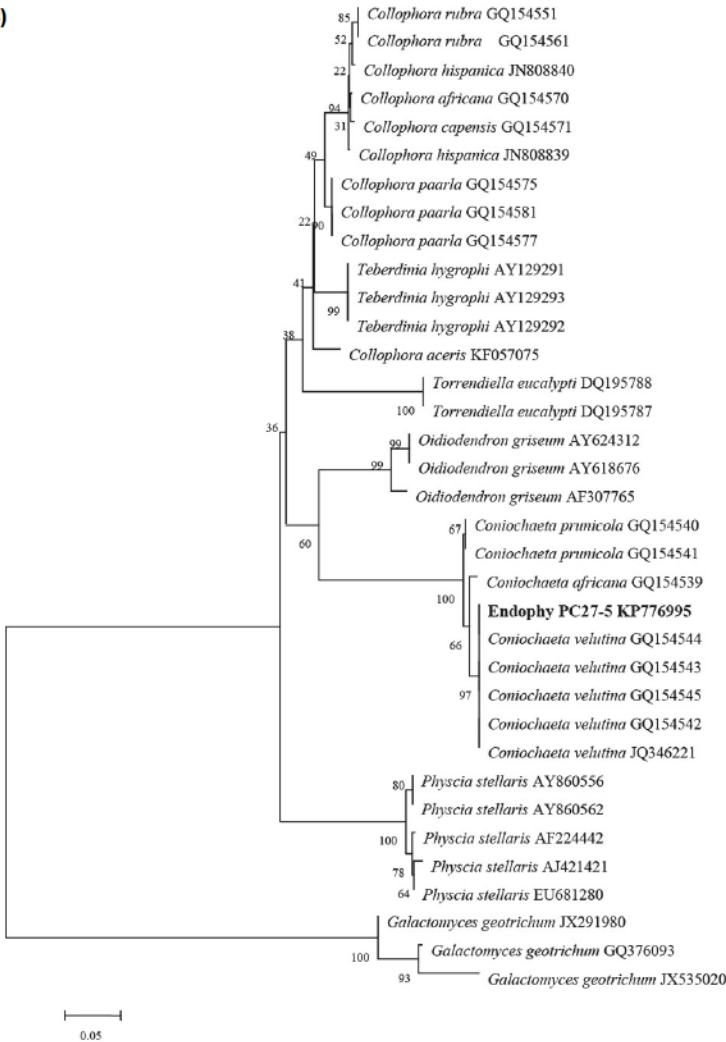 )
85 Collophora rubra GQ154551
52 Collophora rubra GQ154561
22 Collophora hispanica JN808840
94 Collophora africana GQ154570
31 Collophora capensis GQ154571
Collophora hispanica JN808839
49
Collophora paarla GQ154575
Collophora paarla GQ154581
22 90
Collophora paarla GQ154577
Teberdinia hygrophi AY129291
41
Teberdinia hygrophi AY129293
99
Teberdinia hygrophi AY129292
38
Collophora aceris KF057075
Torrendiella eucalypti DQ195788
100 Torrendiella eucalypti DQ195787
36
99 Oidiodendron griseum AY624312
99 Oidiodendron griseum AY618676
Oidiodendron griseum AF307765
67 Coniochaeta prunicola GQ154540
60
Coniochaeta prunicola GQ154541
Coniochaeta africana GQ154539
100
Endophy PC27-5 KP776995
66 Coniochaeta velutina GQ154544
Coniochaeta velutina GQ154543
97 Coniochaeta velutina GQ154545
Coniochaeta velutina GQ154542
Coniochaeta velutina JQ346221
80 Physcia stellaris AY860556
Physcia stellaris AY860562
100 Physcia stellaris AF224442
78 Physcia stellaris AJ421421
64 Physcia stellaris EU681280
Galactomyces geotrichum JX291980
100 Galactomyces geotrichum GQ376093
93 Galactomyces geotrichum JX535020
0.05